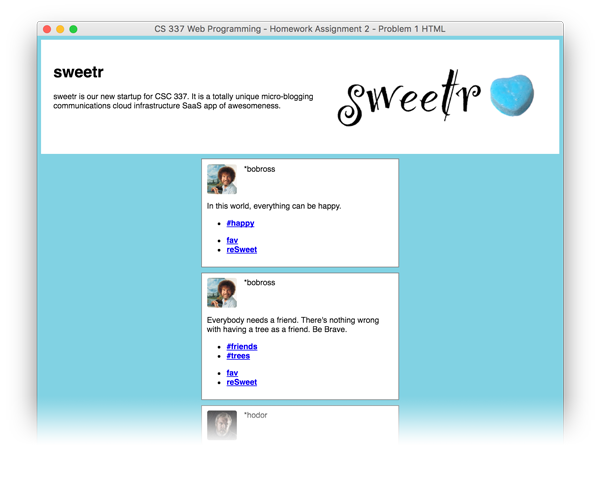 CS 337 Web Programming - Homework Assignment 2 - Problem 1 HTML
sweetr
sweetr is our new startup for CSC 337. It is a totally unique micro-blogging
communications cloud infrastructure SaaS app of awesomeness.
sweetr
*bobross
In this world, everything can be happy.
#happy
fav
reSweet
*bobross
Everybody needs a friend. There's nothing wrong
with having a tree as a friend. Be Brave.
#friends
#trees
fav
reSweet
*hodor